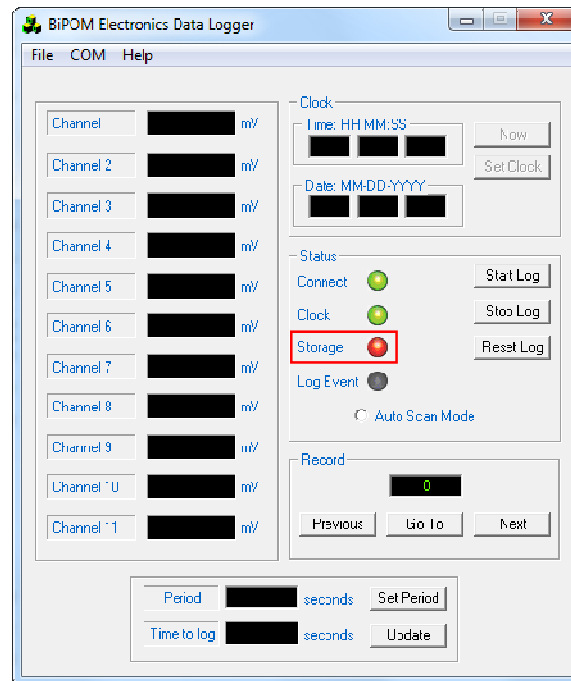 BiPOM Electronics Data Logger
File COM Help
Channel mV
Channel 2 mV
Channel 3 mV
Channel 4 mV
Channel 5 mV
Channel 6 mV
Channel 7 mV
Channel 8 mV
Channel 9 mV
Channel 10 mV
Channel 11 mV
Clock
Time: HH:MM:SS
Now
Set Clock
Date: MM-DD-YYYY
Status
Connect
Start Log
Clock
Stop Log
Storage
Reset Log
Log Event
Auto Scan Mode
Record
0
Previous Go To Next
Period seconds Set Period
Time to log seconds Update